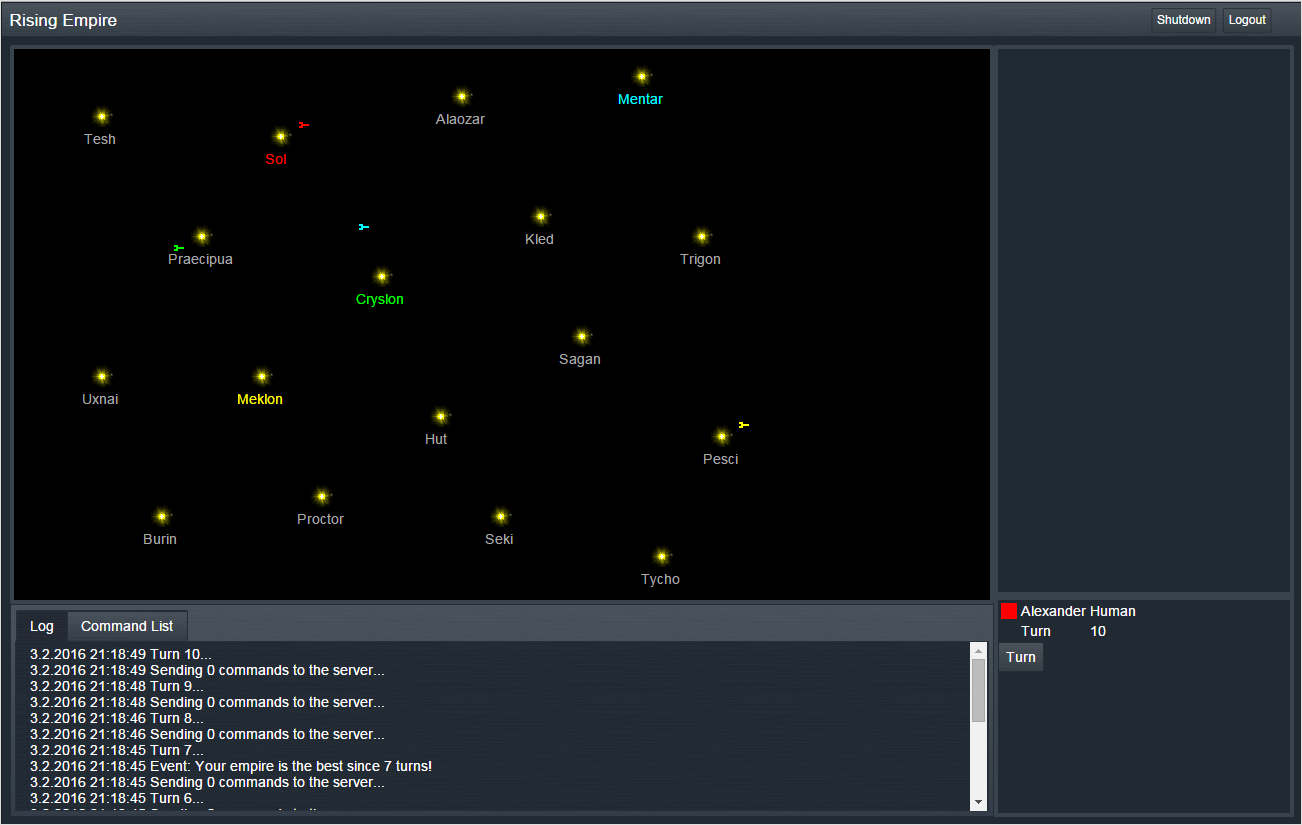 Rising Empire
Shutdown Logout
Mentar
Alaozar
Tesh
Sol
Kled
Praecipua
Trigon
Cryslon
Sagan
Uxnai
Meklon
Hut
Pesci
Proctor
Burin
Seki
Tycho
Log Command List
3.2.2016 21:18:49 Turn 10...
3.2.2016 21:18:49 Sending 0 commands to the server...
3.2.2016 21:18:48 Turn 9...
3.2.2016 21:18:48 Sending 0 commands to the server...
3.2.2016 21:18:46 Turn 8...
3.2.2016 21:18:46 Sending 0 commands to the server...
3.2.2016 21:18:45 Turn 7...
3.2.2016 21:18:45 Event: Your empire is the best since 7 turns!
3.2.2016 21:18:45 Sending 0 commands to the server...
3.2.2016 21:18:45 Turn 6...
Alexander Human
Turn 10
Turn